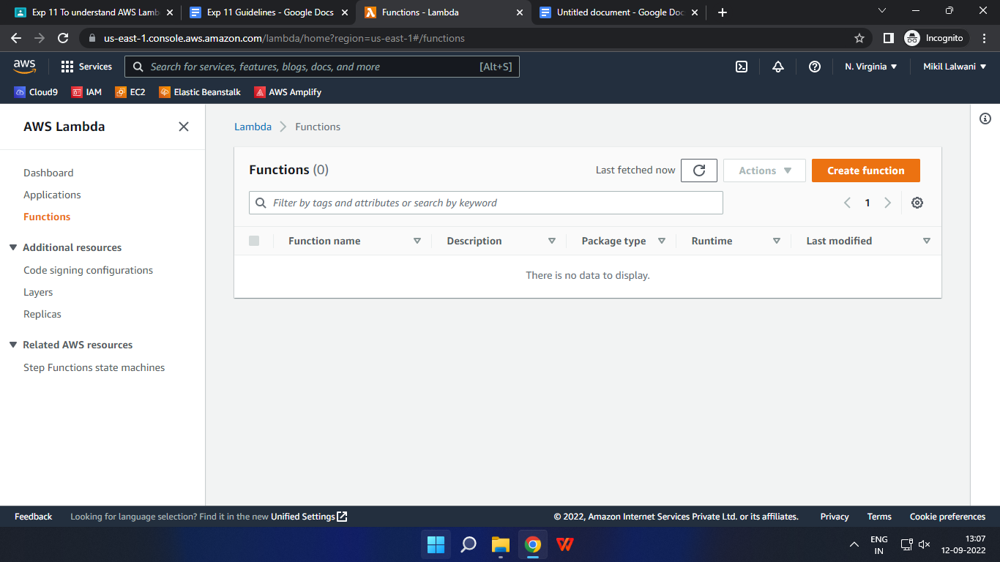 Exp 11 To understand AWS Lamb
Exp 11 Guidelines - Google Docs
Functions - Lambda
Untitled document - Google Doc
us-east-1.console.aws.amazon.com/lambda/home?region=us-east-1#/functions
Incognito
aws
Services
Search for services, features, blogs, docs, and more
[Alt+S]
N. Virginia
Mikil Lalwani
Cloud9
IAM
EC2
Elastic Beanstalk
AWS Amplify
AWS Lambda
Dashboard
Applications
Functions
Additional resources
Code signing configurations
Layers
Replicas
Related AWS resources
Step Functions state machines
Lambda
Functions
Functions (0)
Last fetched now
Actions
Create function
Filter by tags and attributes or search by keyword
1
Function name
Description
Package type
Runtime
Last modified
There is no data to display.
Feedback
Looking for language selection? Find it in the new Unified Settings
© 2022, Amazon Internet Services Private Ltd. or its affiliates.
Privacy
Terms
Cookie preferences
ENG
IN
13:07
12-09-2022